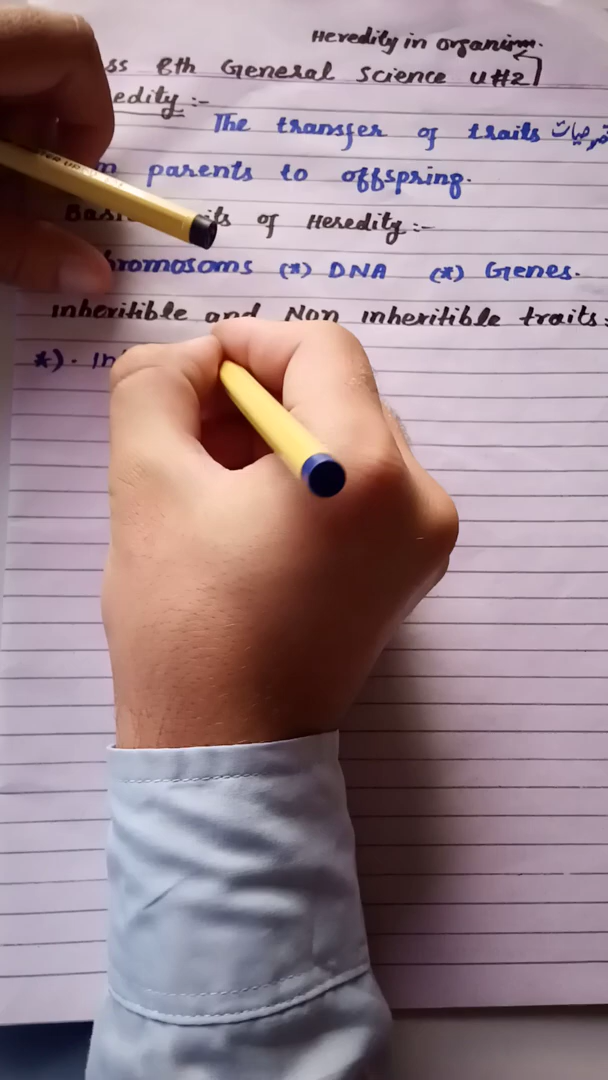 Heredity in organism.
ss 8th General Science U#2
edity :-
The transfer of traits
parents to offspring.
of Heredity :-
hromosoms (*) DNA (*) Genes.
inheritible and Non inheritible traits:
*). In